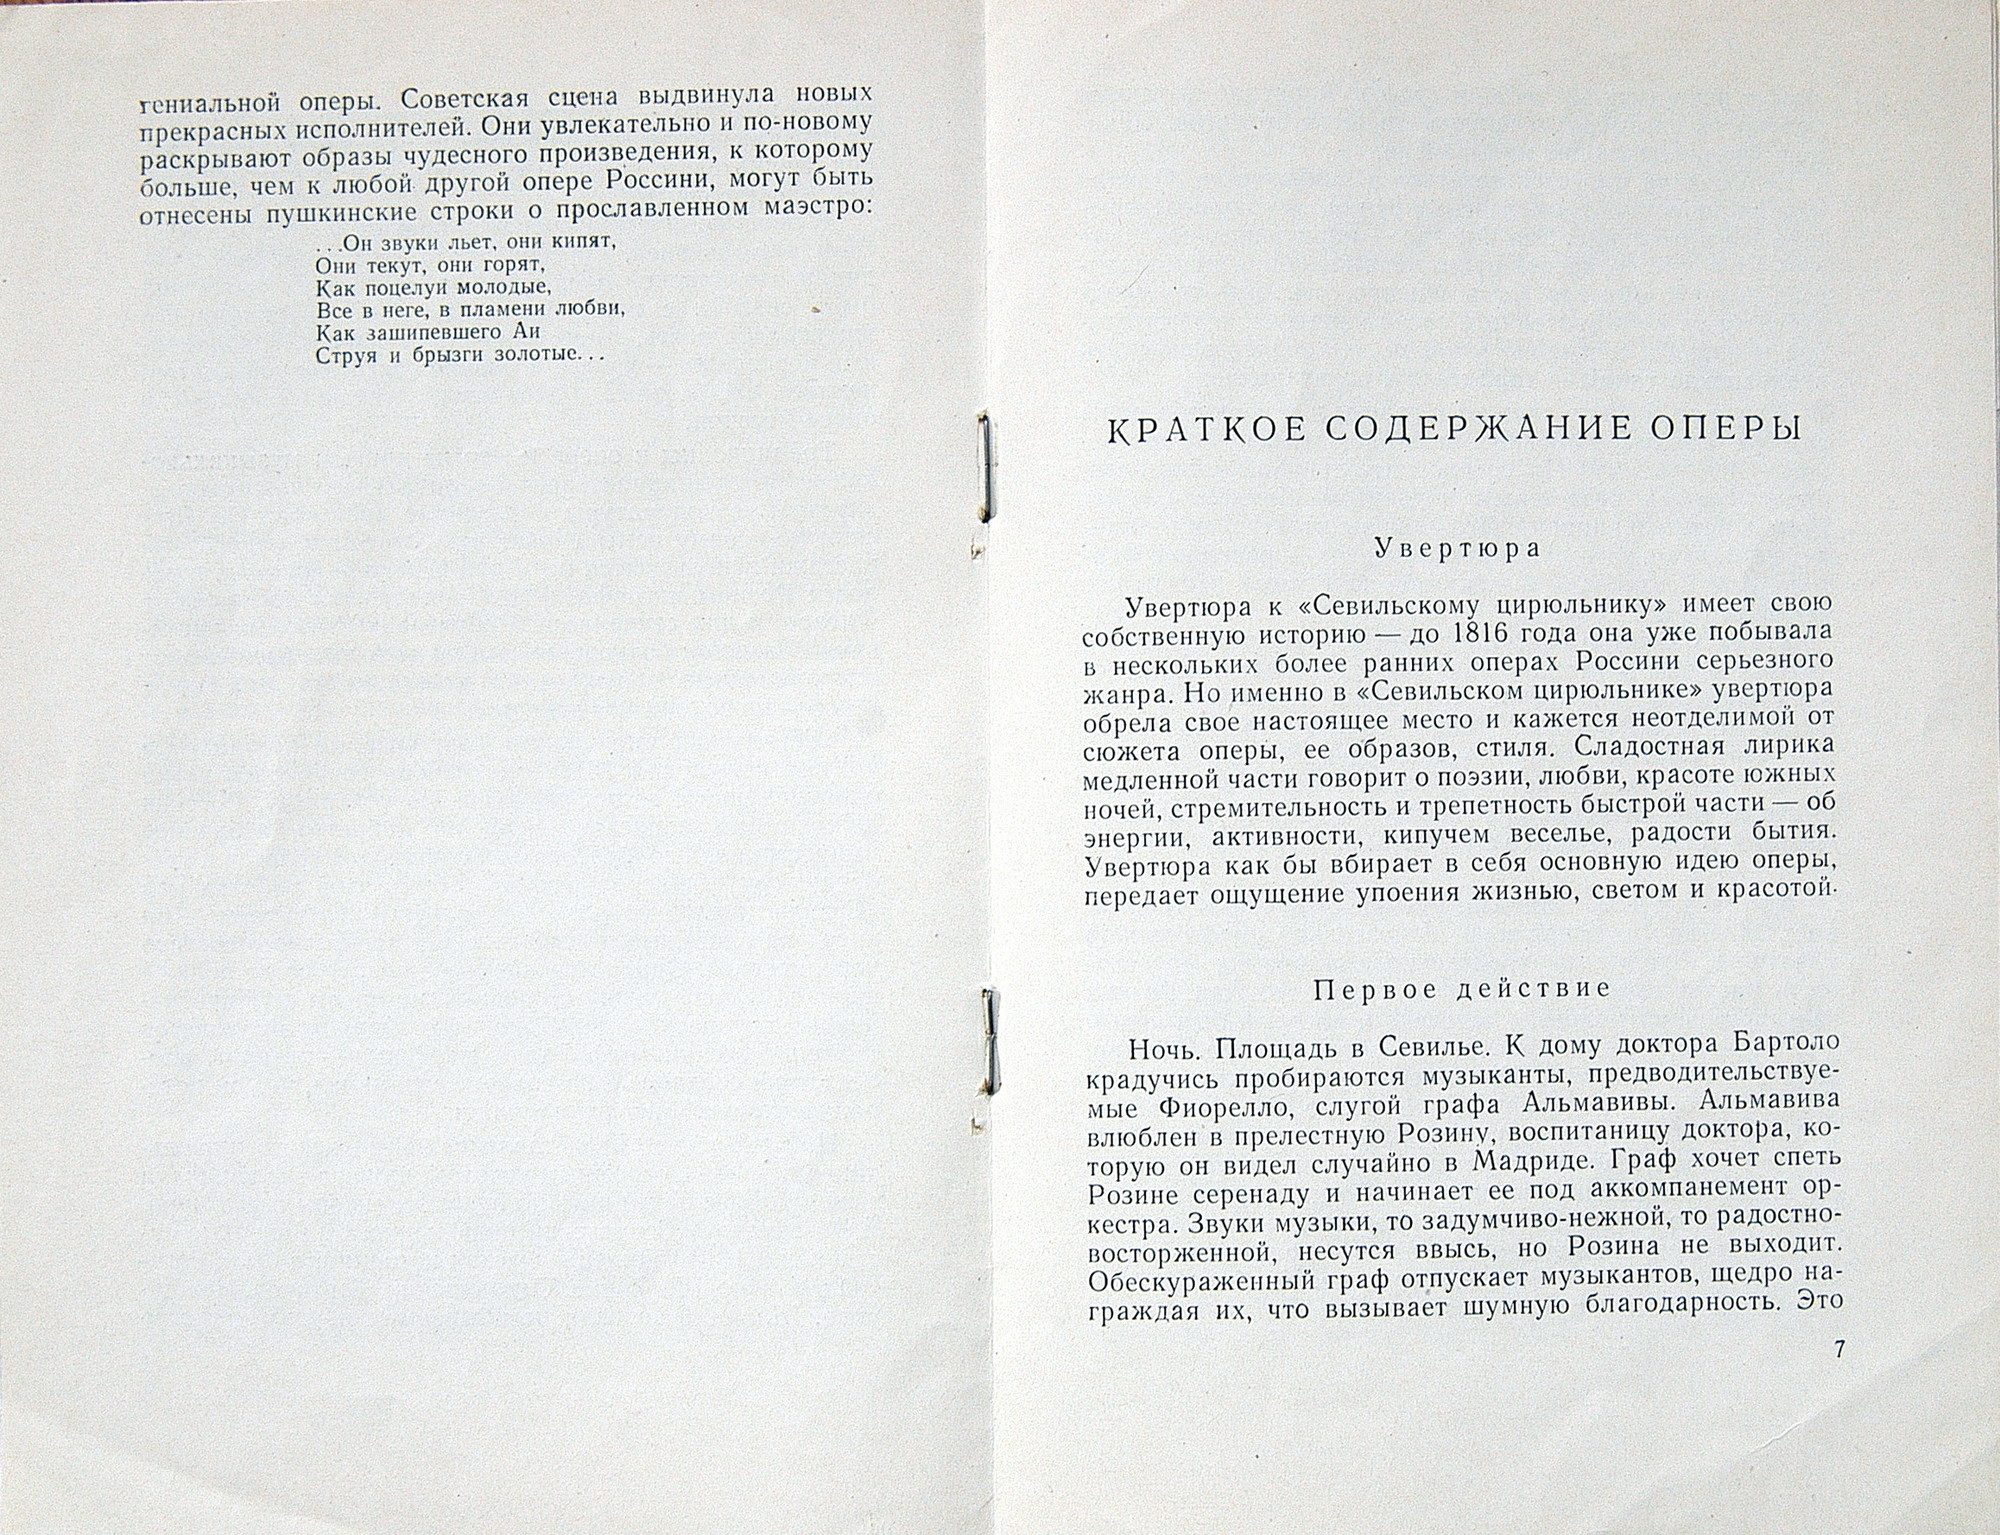 гениальной оперы. Советская сцена выдвинула новых
прекрасных исполнителей. Они увлекательно и по-новому
раскрывают образы чудесного произведения, к которому
больше, чем к любой другой опере Россини, могут быть
отнесены пушкинские строки о прославленном маэстро:
...Он звуки льет, они кипят,
Они текут, они горят,
Как поцелуи молодые,
Все в неге, в пламени любви,
Как зашипевшего Аи
Струя и брызги золотые...
КРАТКОЕ СОДЕРЖАНИЕ ОПЕРЫ
Увертюра
Увертюра к «Севильскому цирюльнику» имеет свою
собственную историю — до 1816 года она уже побывала
в нескольких более ранних операх Россини серьезного
жанра. Но именно в «Севильском цирюльнике» увертюра
обрела свое настоящее место и кажется неотделимой от
сюжета оперы, ее образов, стиля. Сладостная лирика
медленной части говорит о поэзии, любви, красоте южных
ночей, стремительность и трепетность быстрой части — об
энергии, активности, кипучем веселье, радости бытия.
Увертюра как бы вбирает в себя основную идею оперы,
передает ощущение упоения жизнью, светом и красотой.
Первое действие
Ночь. Площадь в Севилье. К дому доктора Бартоло
крадучись пробираются музыканты, предводительствуе-
мые Фиорелло, слугой графа Альмавивы. Альмавива
влюблен в прелестную Розину, воспитаницу доктора, ко-
торую он видел случайно в Мадриде. Граф хочет спеть
Розине серенаду и начинает ее под аккомпанемент ор-
кестра. Звуки музыки, то задумчиво-нежной, то радостно-
восторженной, несутся ввысь, но Розина не выходит.
Обескураженный граф отпускает музыкантов, щедро на-
граждая их, что вызывает шумную благодарность. Это
7